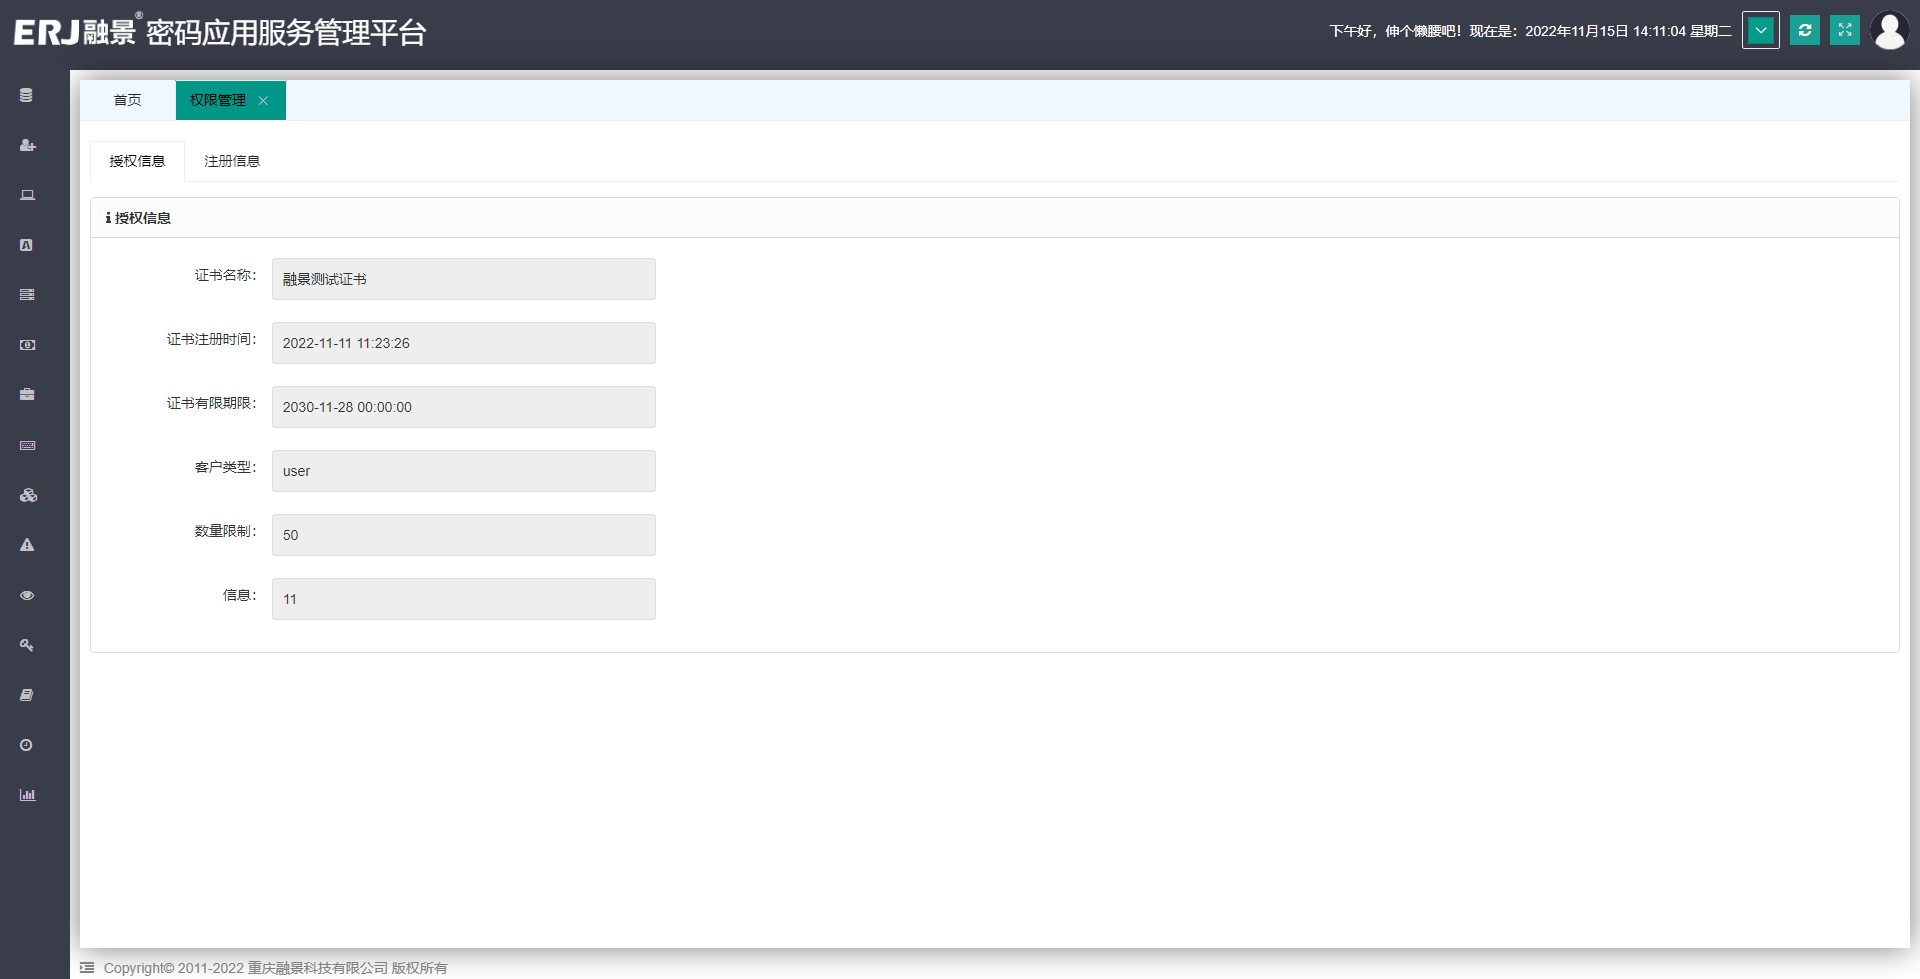 ERJ融景® 密码应用服务管理平台
下午好，伸个懒腰吧！现在是：2022年11月15日 14:11:04 星期二
首页 权限管理
授权信息 注册信息
授权信息
证书名称： 融景测试证书
证书注册时间： 2022-11-11 11:23:26
证书有限期限： 2030-11-28 00:00:00
客户类型： user
数量限制： 50
信息： 11
Copyright© 2011-2022 重庆融景科技有限公司 版权所有